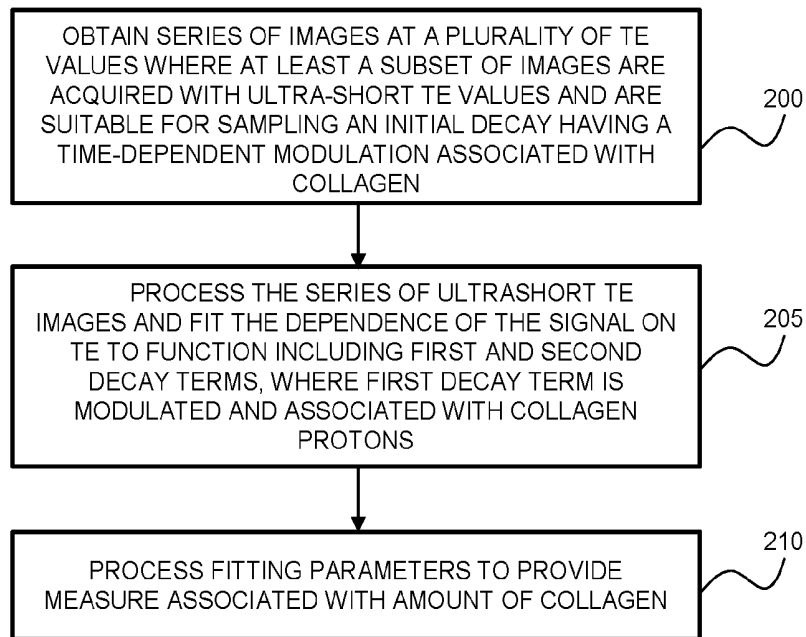 OBTAIN SERIES OF IMAGES AT A PLURALITY OF TE
VALUES WHERE AT LEAST A SUBSET OF IMAGES ARE
ACQUIRED WITH ULTRA-SHORT TE VALUES AND ARE
SUITABLE FOR SAMPLING AN INITIAL DECAY HAVING A
TIME-DEPENDENT MODULATION ASSOCIATED WITH
COLLAGEN
200
PROCESS THE SERIES OF ULTRASHORT TE
IMAGES AND FIT THE DEPENDENCE OF THE SIGNAL ON
TE TO FUNCTION INCLUDING FIRST AND SECOND
DECAY TERMS, WHERE FIRST DECAY TERM IS
MODULATED AND ASSOCIATED WITH COLLAGEN
PROTONS
205
PROCESS FITTING PARAMETERS TO PROVIDE
MEASURE ASSOCIATED WITH AMOUNT OF COLLAGEN
210